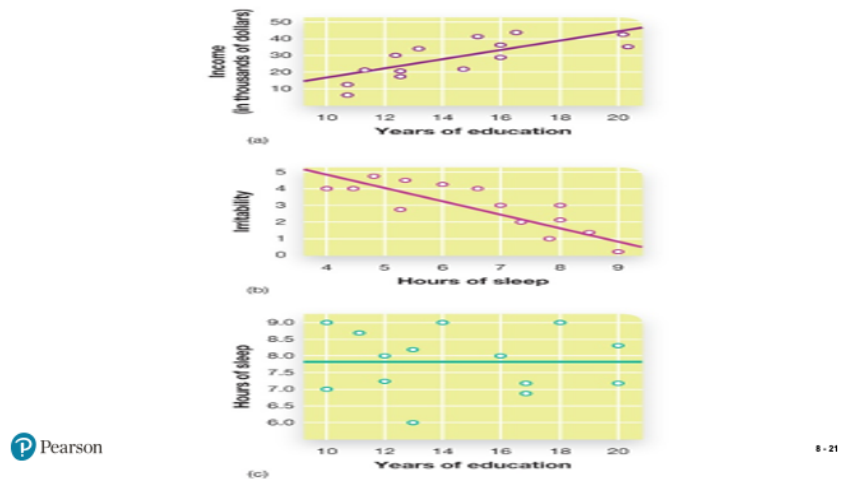 Income
(in thousands of dollars)
50
40
30
20
10
10 12 14 16 18 20
Years of education
(a)
Irritability
5
4
3
2
1
0
4 5 6 7 8 9
Hours of sleep
(b)
Hours of sleep
9.0
8.5
8.0
7.5
7.0
6.5
6.0
10 12 14 16 18 20
Years of education
(c)
Pearson
8 - 21